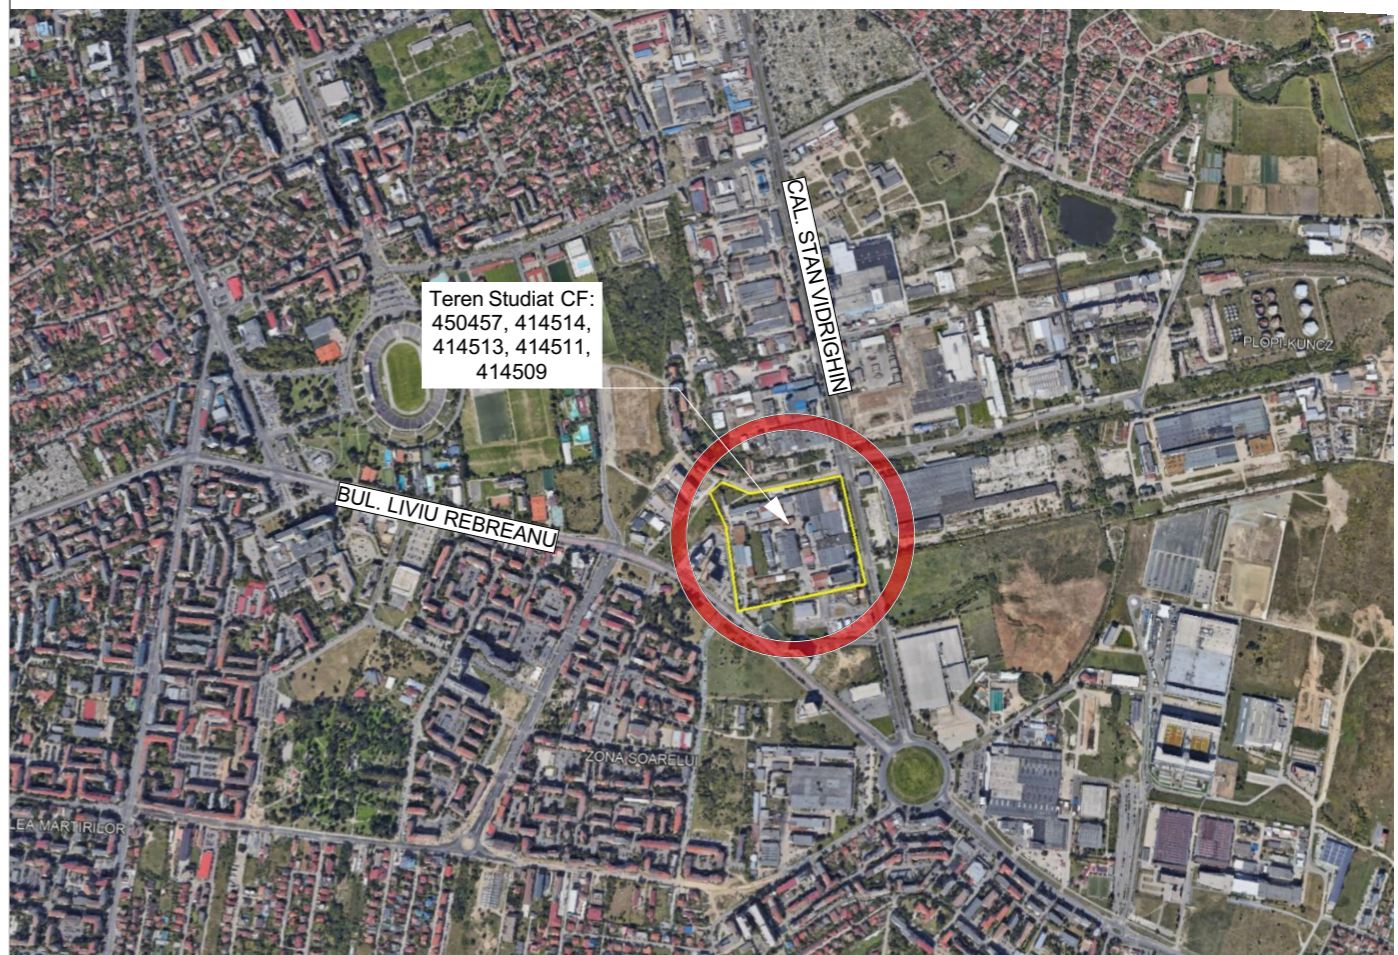 CAL. STAN VIDRIGHIN
Teren Studiat CF:
450457, 414514,
414513, 414511,
414509
PLOPI-KUNCZ
BUL. LIVIU REBREANU
ZONA SOARELUI
EA MARTIRILOR